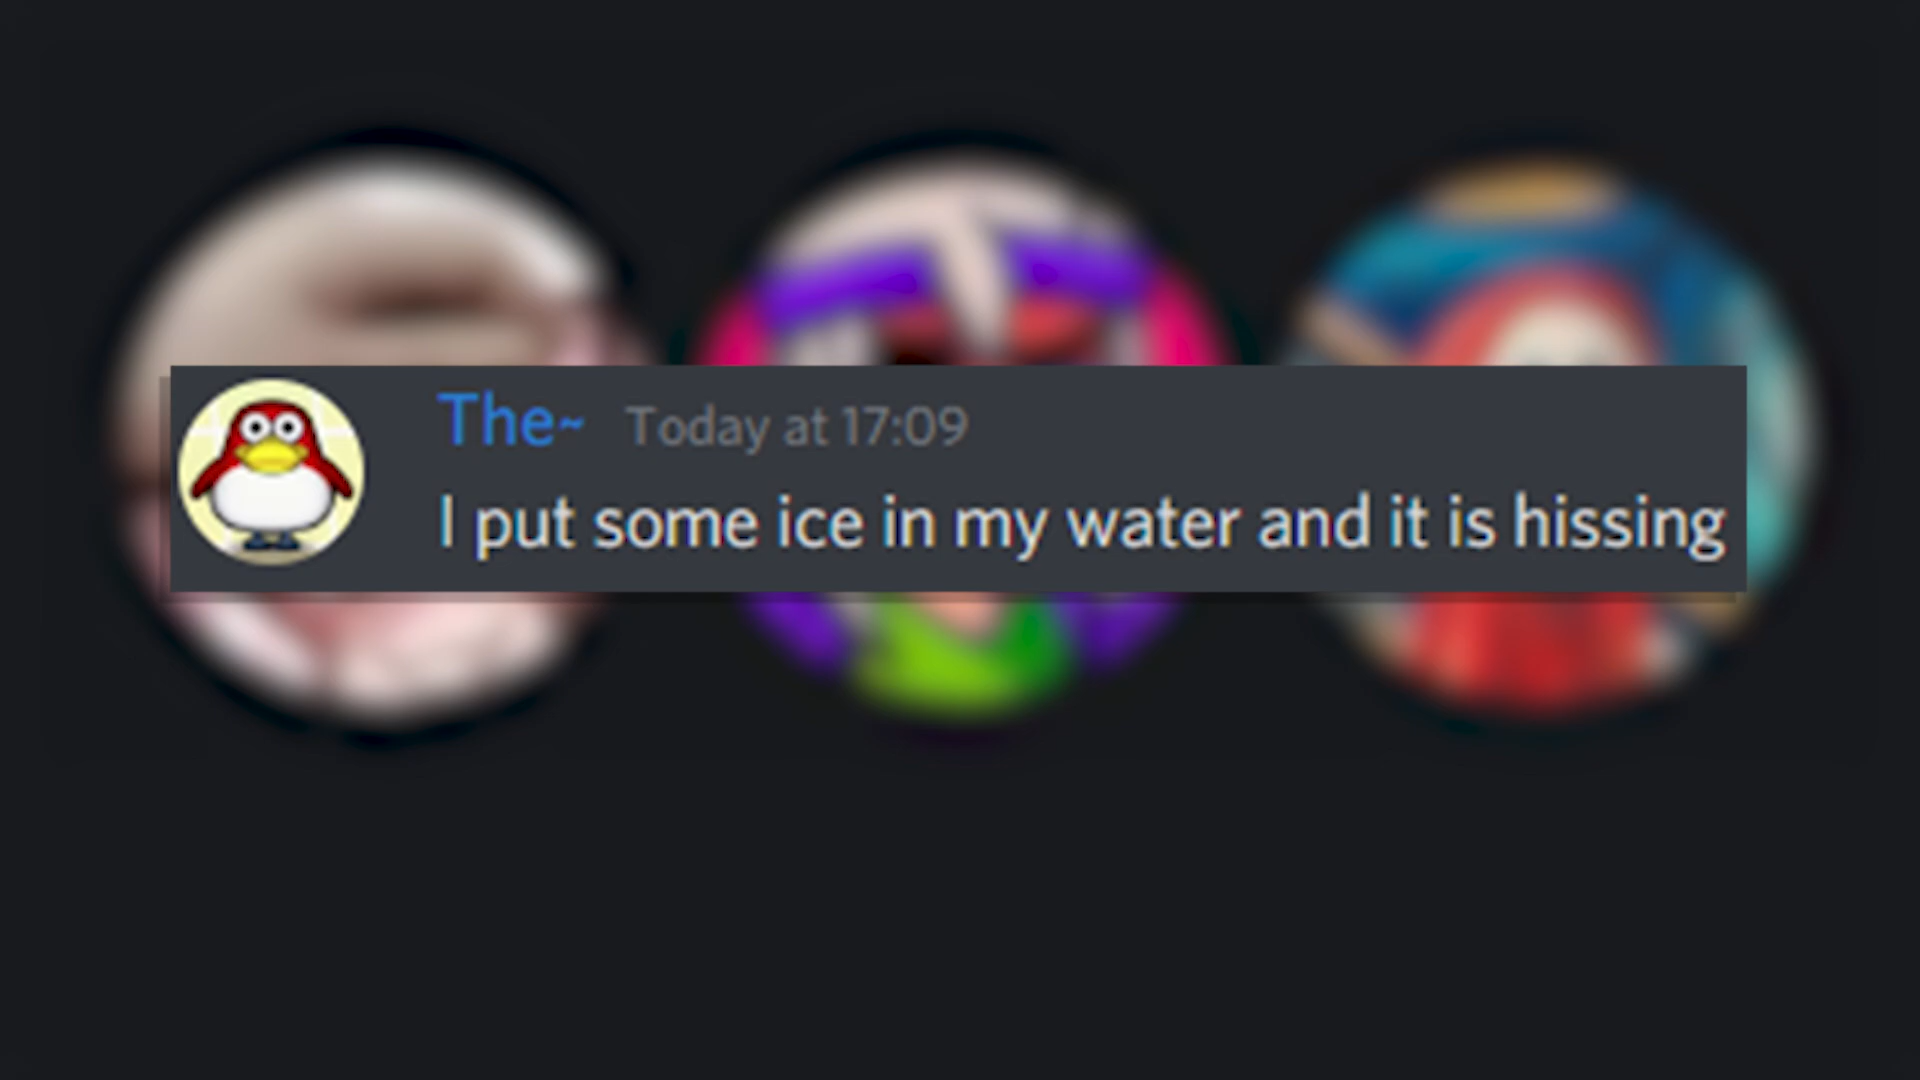 The~ Today at 17:09
I put some ice in my water and it is hissing